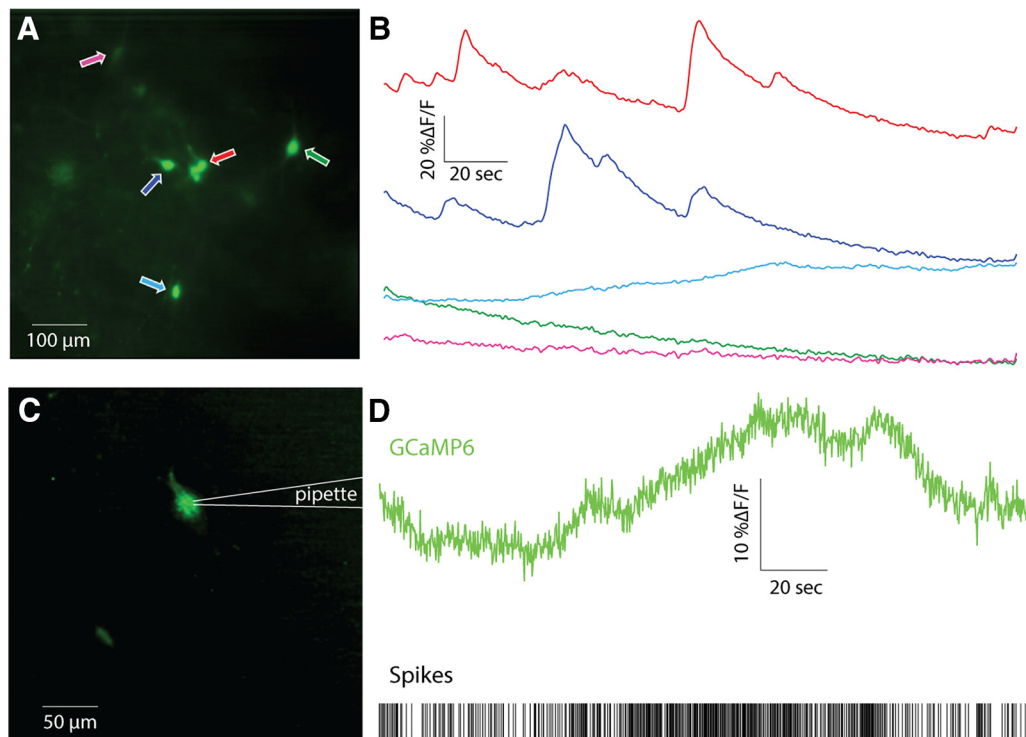 A
100 μm
B
20 %ΔF/F
20 sec
C
pipette
50 μm
D
GCaMP6
10 %ΔF/F
20 sec
Spikes